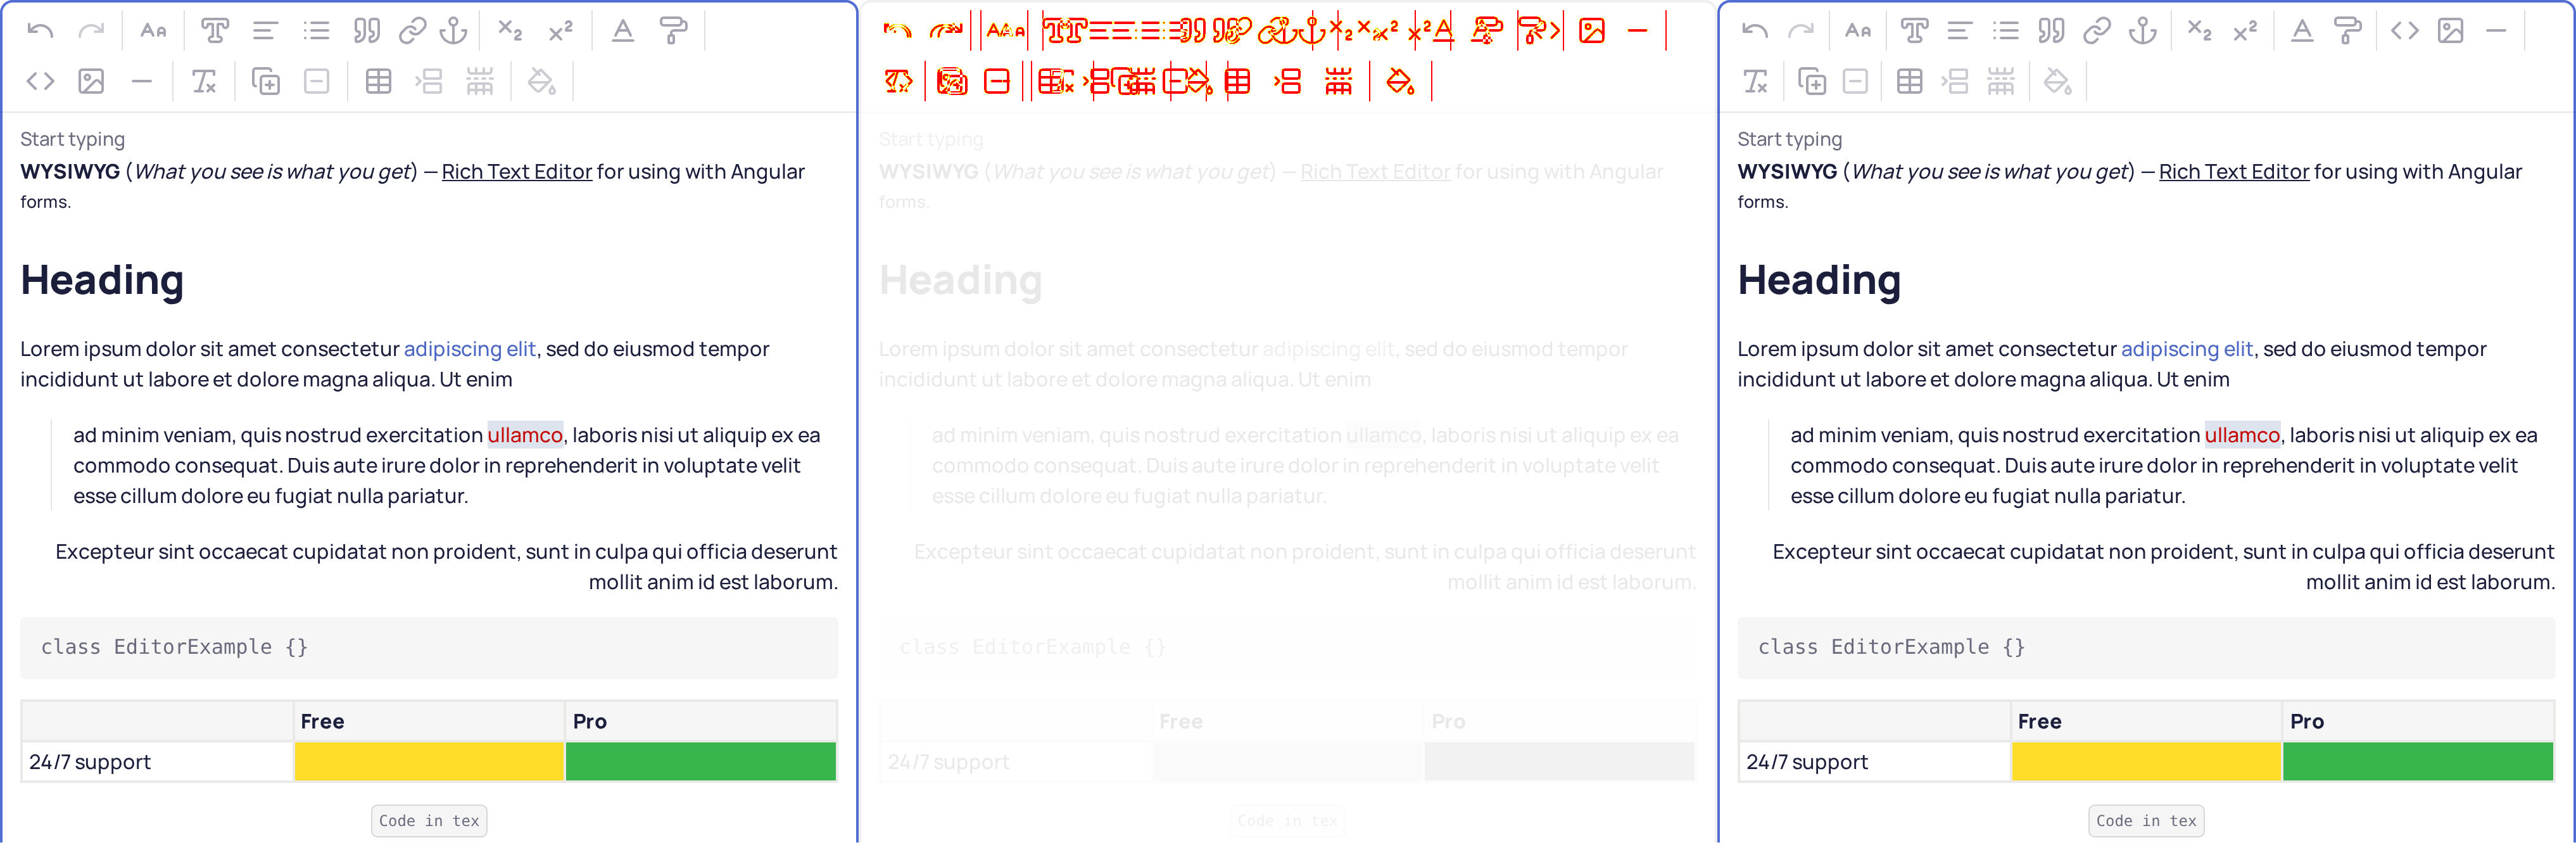 Start typing
WYSIWYG (What you see is what you get) — Rich Text Editor for using with Angular
forms.
Heading
Lorem ipsum dolor sit amet consectetur adipiscing elit, sed do eiusmod tempor
incididunt ut labore et dolore magna aliqua. Ut enim
ad minim veniam, quis nostrud exercitation ullamco, laboris nisi ut aliquip ex ea
commodo consequat. Duis aute irure dolor in reprehenderit in voluptate velit
esse cillum dolore eu fugiat nulla pariatur.
Excepteur sint occaecat cupidatat non proident, sunt in culpa qui officia deserunt
mollit anim id est laborum.
class EditorExample {}
Free Pro
24/7 support
Code in tex
Start typing
WYSIWYG (What you see is what you get) — Rich Text Editor for using with Angular
forms.
Heading
Lorem ipsum dolor sit amet consectetur adipiscing elit, sed do eiusmod tempor
incididunt ut labore et dolore magna aliqua. Ut enim
ad minim veniam, quis nostrud exercitation ullamco, laboris nisi ut aliquip ex ea
commodo consequat. Duis aute irure dolor in reprehenderit in voluptate velit
esse cillum dolore eu fugiat nulla pariatur.
Excepteur sint occaecat cupidatat non proident, sunt in culpa qui officia deserunt
mollit anim id est laborum.
class EditorExample {}
Free Pro
24/7 support
Code in tex
Start typing
WYSIWYG (What you see is what you get) — Rich Text Editor for using with Angular
forms.
Heading
Lorem ipsum dolor sit amet consectetur adipiscing elit, sed do eiusmod tempor
incididunt ut labore et dolore magna aliqua. Ut enim
ad minim veniam, quis nostrud exercitation ullamco, laboris nisi ut aliquip ex ea
commodo consequat. Duis aute irure dolor in reprehenderit in voluptate velit
esse cillum dolore eu fugiat nulla pariatur.
Excepteur sint occaecat cupidatat non proident, sunt in culpa qui officia deserunt
mollit anim id est laborum.
class EditorExample {}
Free Pro
24/7 support
Code in tex